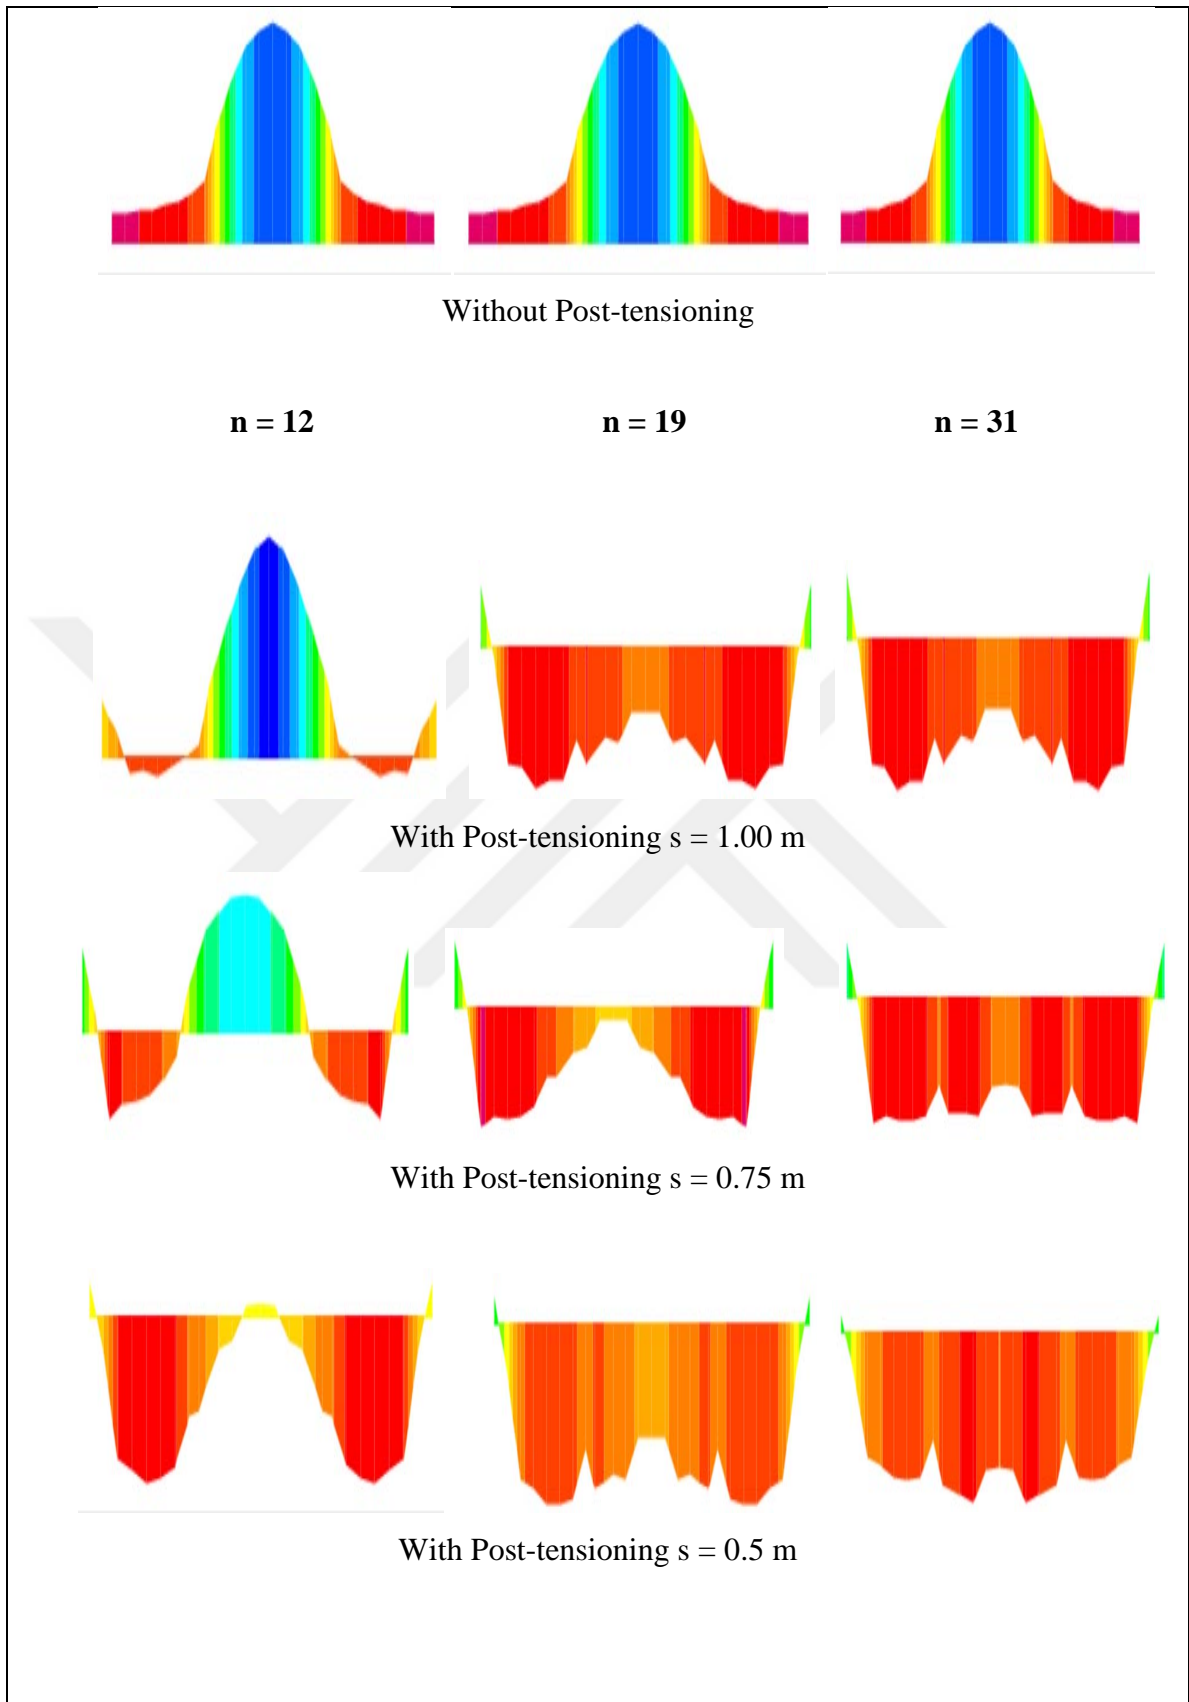 Without Post-tensioning
n = 12 n = 19 n = 31
With Post-tensioning s = 1.00 m
With Post-tensioning s = 0.75 m
With Post-tensioning s = 0.5 m